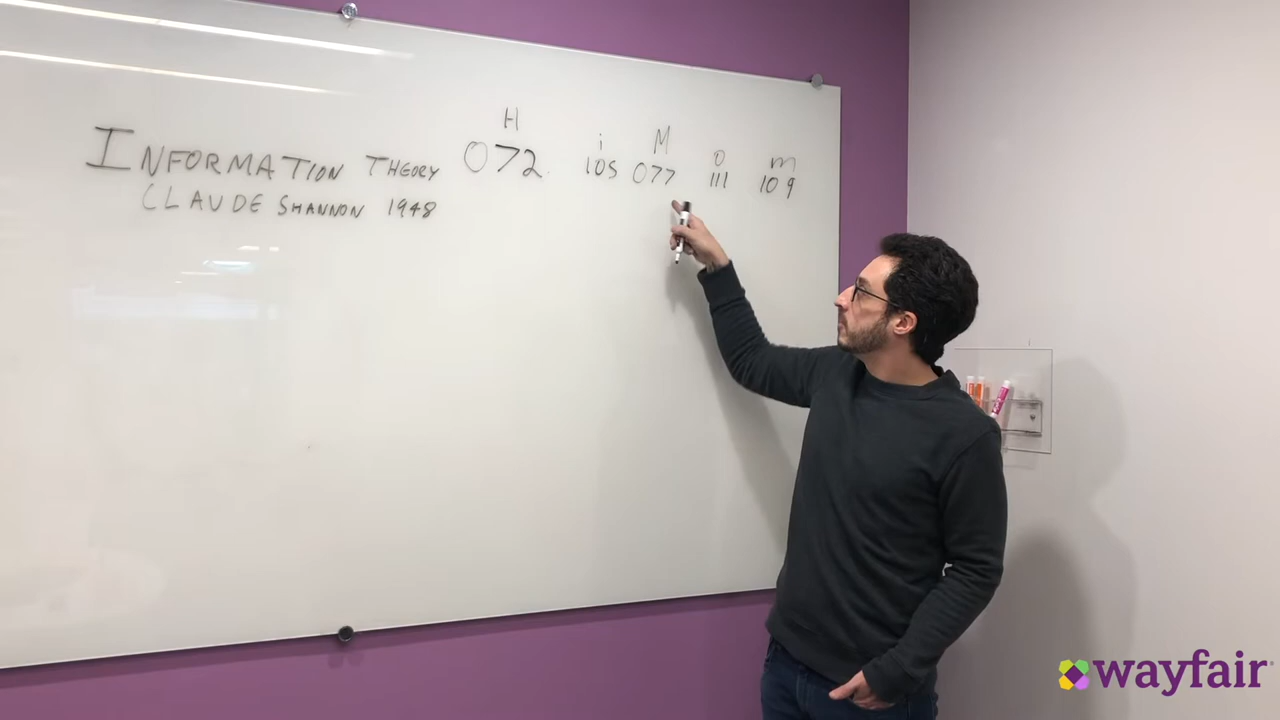 INFORMATION THEORY
CLAUDE SHANNON 1948
H i M o m
072 105 077 111 109
wayfair